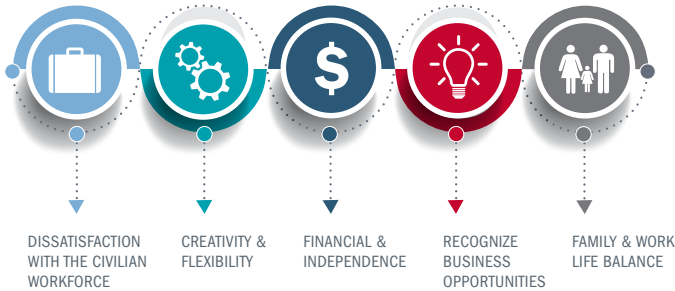 $
DISSATISFACTION
WITH THE CIVILIAN
WORKFORCE
CREATIVITY &
FLEXIBILITY
FINANCIAL &
INDEPENDENCE
RECOGNIZE
BUSINESS
OPPORTUNITIES
FAMILY & WORK
LIFE BALANCE